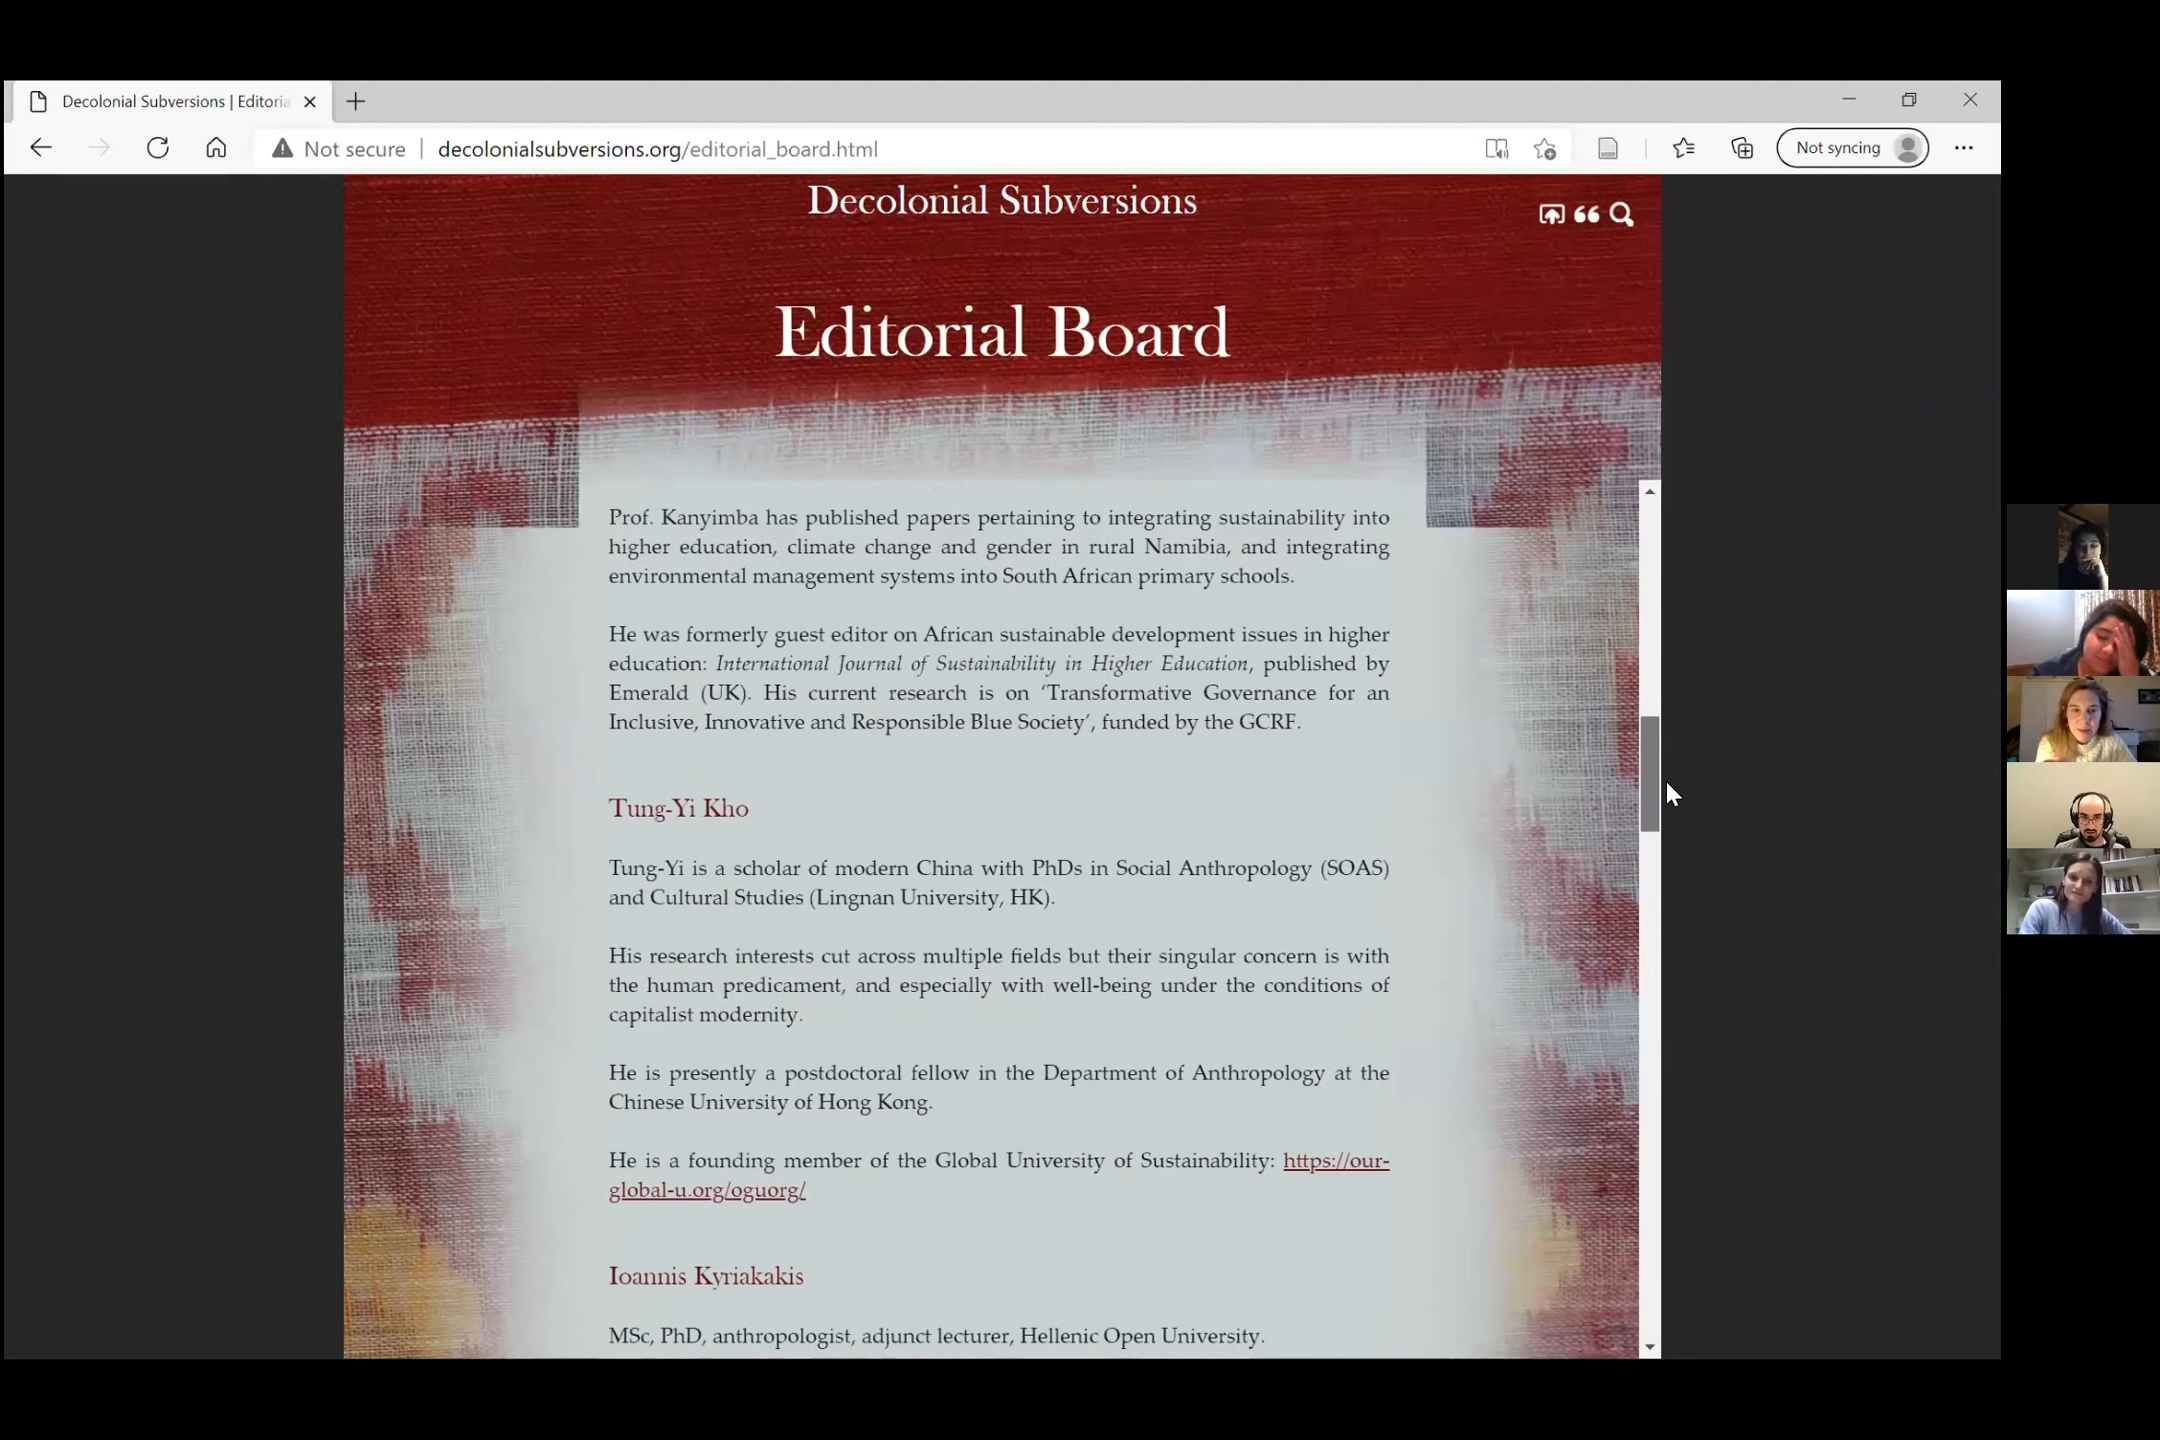 Decolonial Subversions | Editoria
Not secure | decolonialsubversions.org/editorial_board.html
Not syncing
Decolonial Subversions
Editorial Board
Prof. Kanyimba has published papers pertaining to integrating sustainability into
higher education, climate change and gender in rural Namibia, and integrating
environmental management systems into South African primary schools.
He was formerly guest editor on African sustainable development issues in higher
education: International Journal of Sustainability in Higher Education, published by
Emerald (UK). His current research is on ‘Transformative Governance for an
Inclusive, Innovative and Responsible Blue Society’, funded by the GCRF.
Tung-Yi Kho
Tung-Yi is a scholar of modern China with PhDs in Social Anthropology (SOAS)
and Cultural Studies (Lingnan University, HK).
His research interests cut across multiple fields but their singular concern is with
the human predicament, and especially with well-being under the conditions of
capitalist modernity.
He is presently a postdoctoral fellow in the Department of Anthropology at the
Chinese University of Hong Kong.
He is a founding member of the Global University of Sustainability: https://our-
global-u.org/oguorg/
Ioannis Kyriakakis
MSc, PhD, anthropologist, adjunct lecturer, Hellenic Open University.